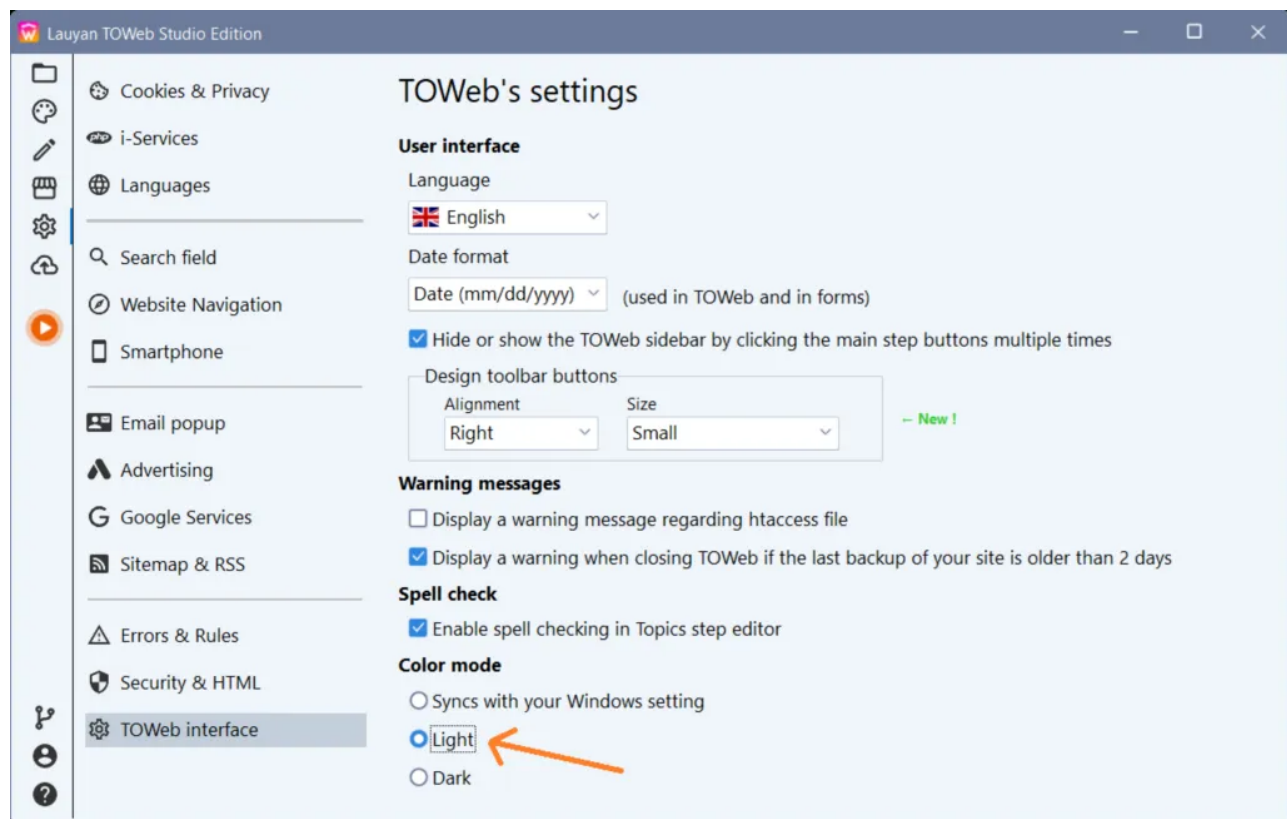 Lauyan TOWeb Studio Edition
Cookies & Privacy
php i-Services
Languages
Search field
Website Navigation
Smartphone
Email popup
Advertising
Google Services
Sitemap & RSS
Errors & Rules
Security & HTML
TOWeb interface
TOWeb's settings
User interface
Language
English
Date format
Date (mm/dd/yyyy) (used in TOWeb and in forms)
Hide or show the TOWeb sidebar by clicking the main step buttons multiple times
Design toolbar buttons
Alignment Size
Right Small
← New !
Warning messages
Display a warning message regarding htaccess file
Display a warning when closing TOWeb if the last backup of your site is older than 2 days
Spell check
Enable spell checking in Topics step editor
Color mode
Syncs with your Windows setting
Light
Dark